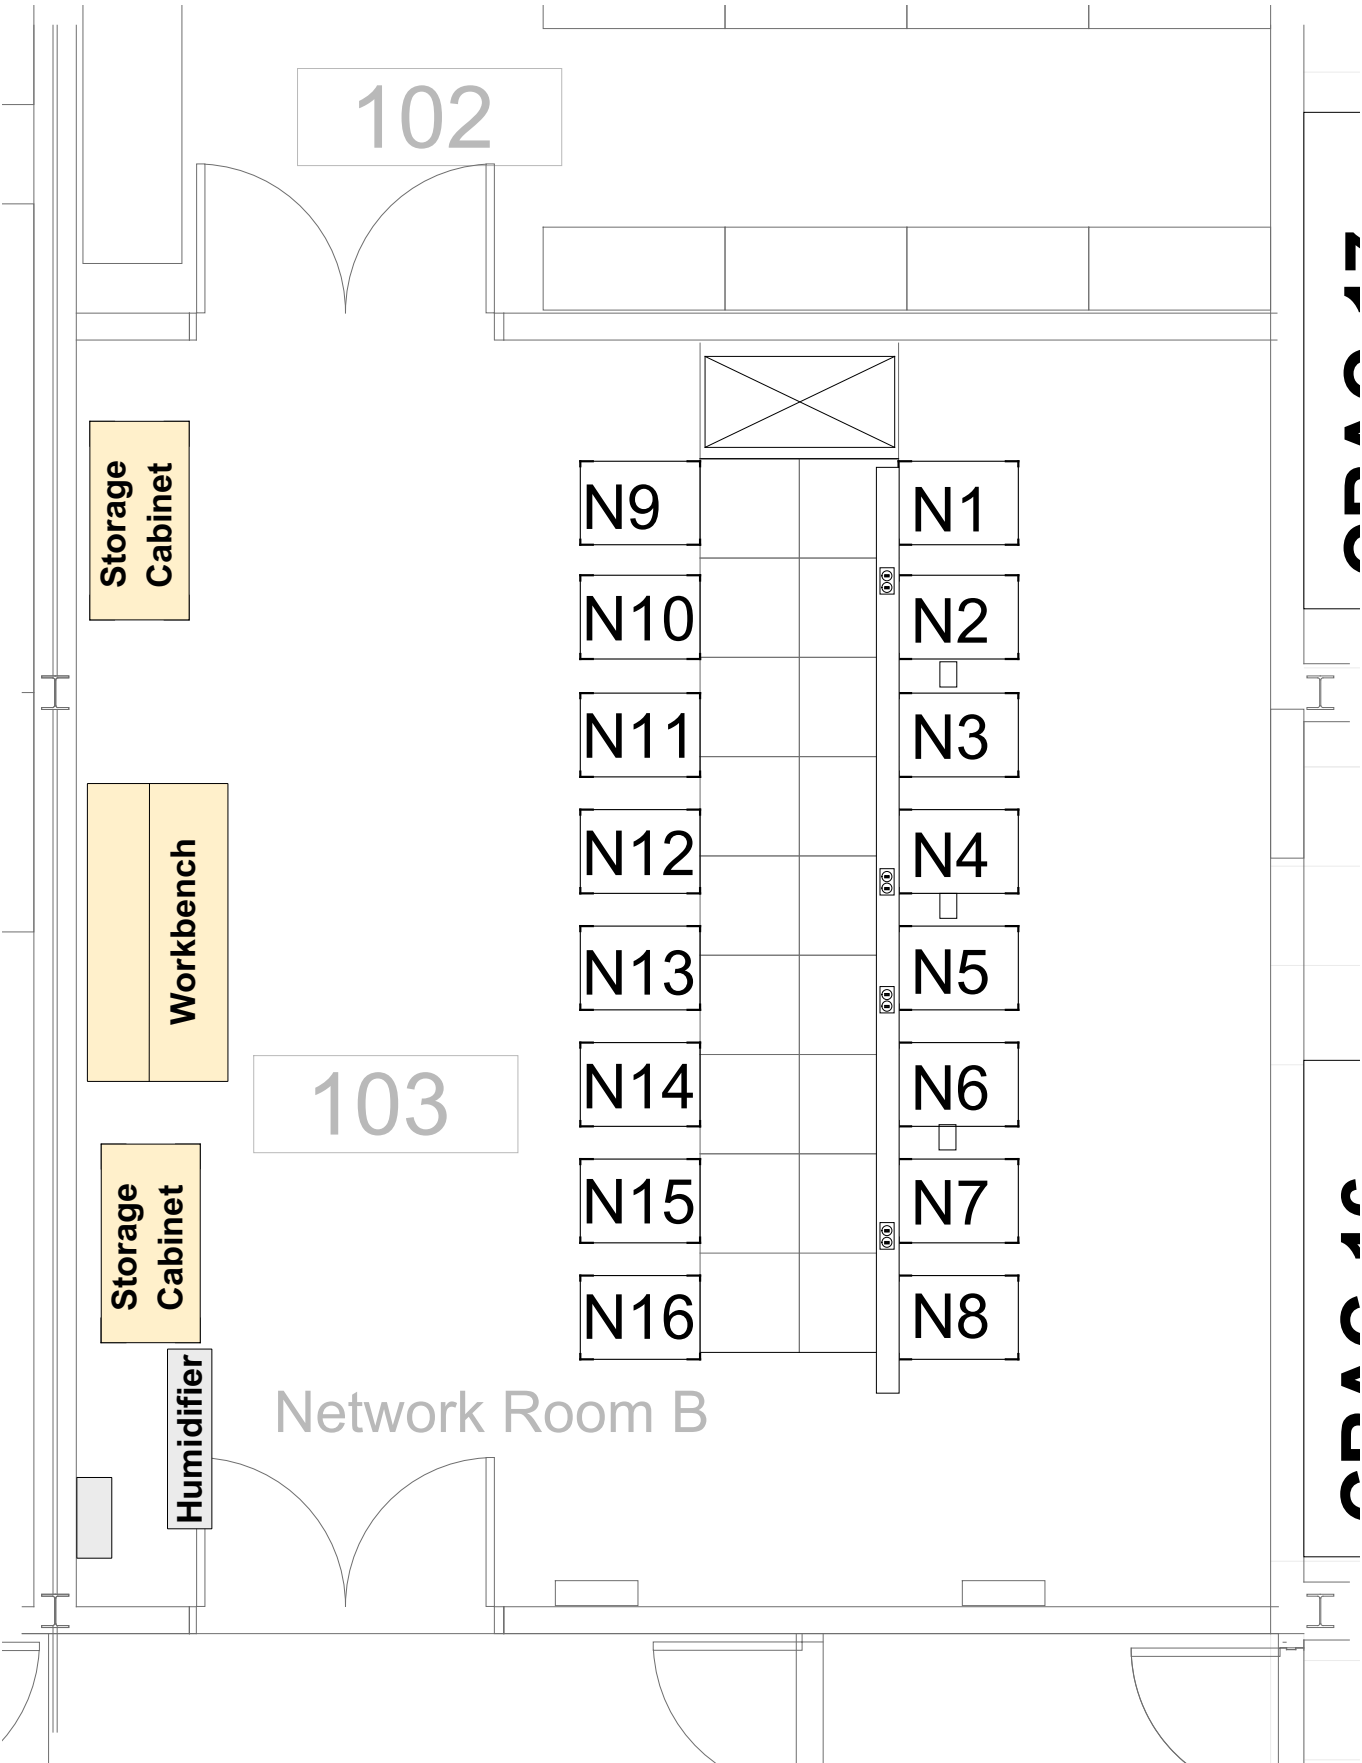 102
Storage
Cabinet
N9
N1
N10
N2
N11
N3
N12
N4
Workbench
N13
N5
103
N14
N6
Storage
Cabinet
N15
N7
N16
N8
Humidifier
Network Room B